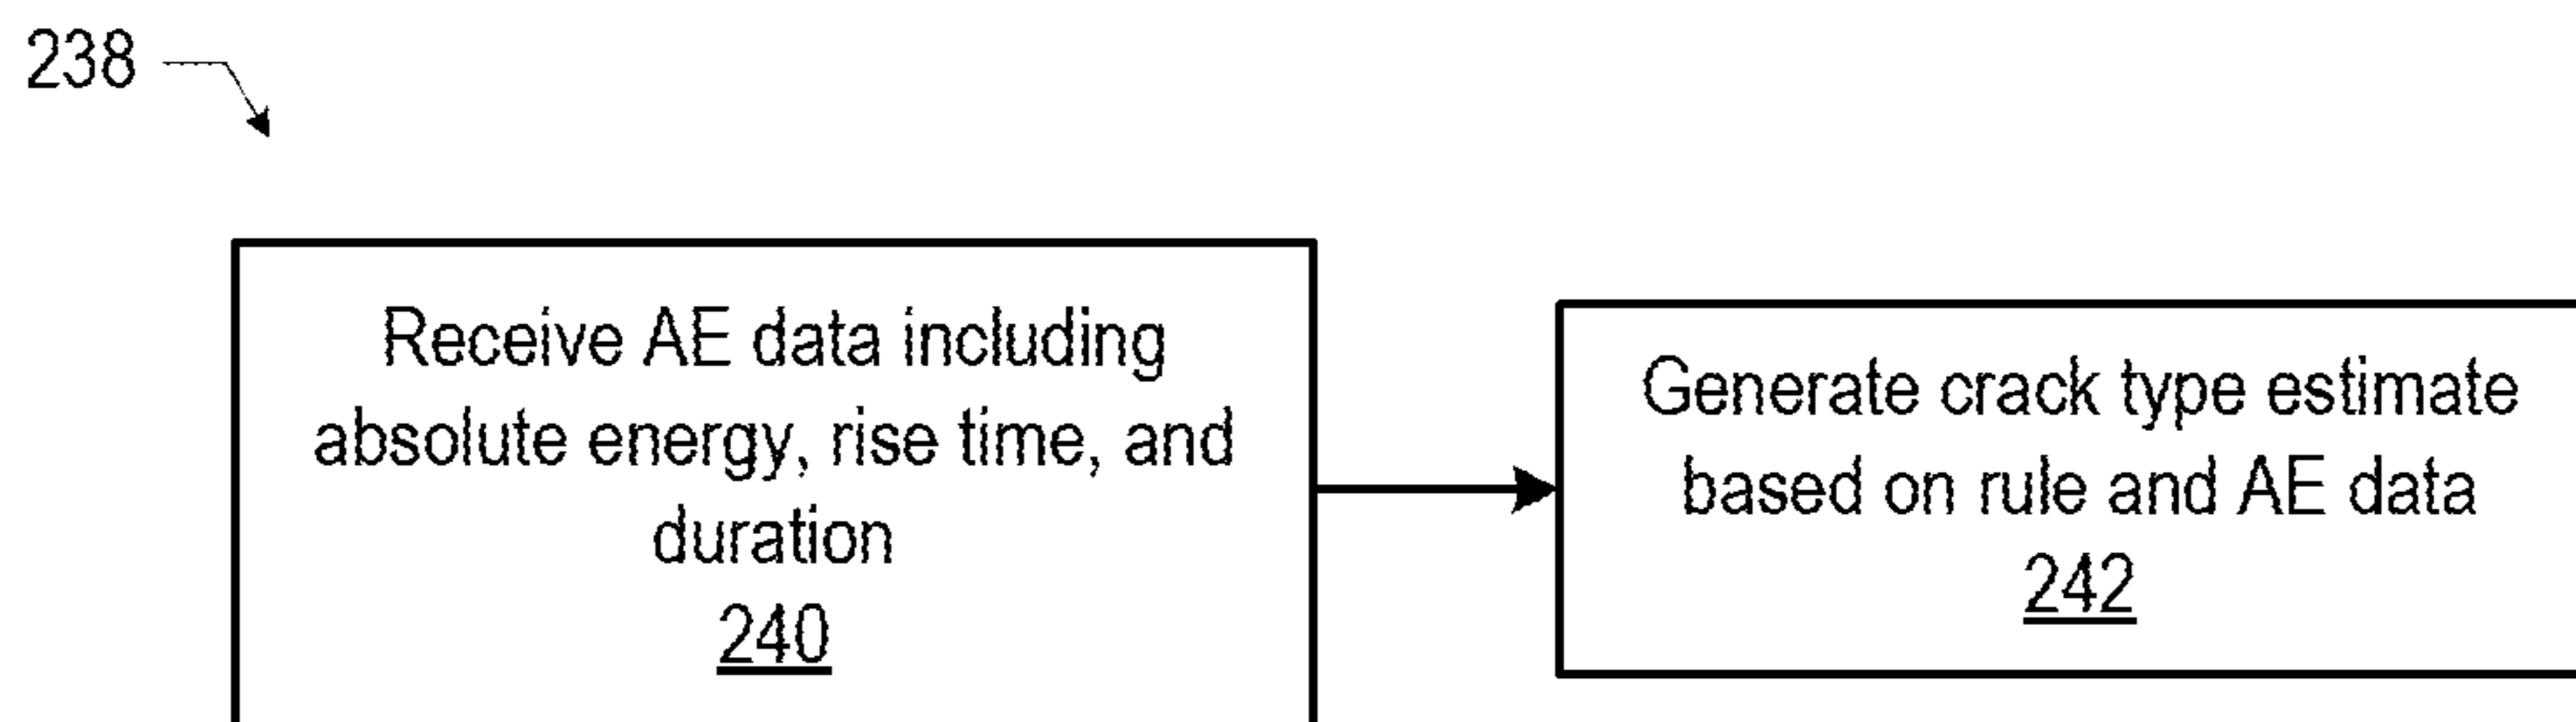 238
Receive AE data including
absolute energy, rise time, and
duration
240
Generate crack type estimate
based on rule and AE data
242